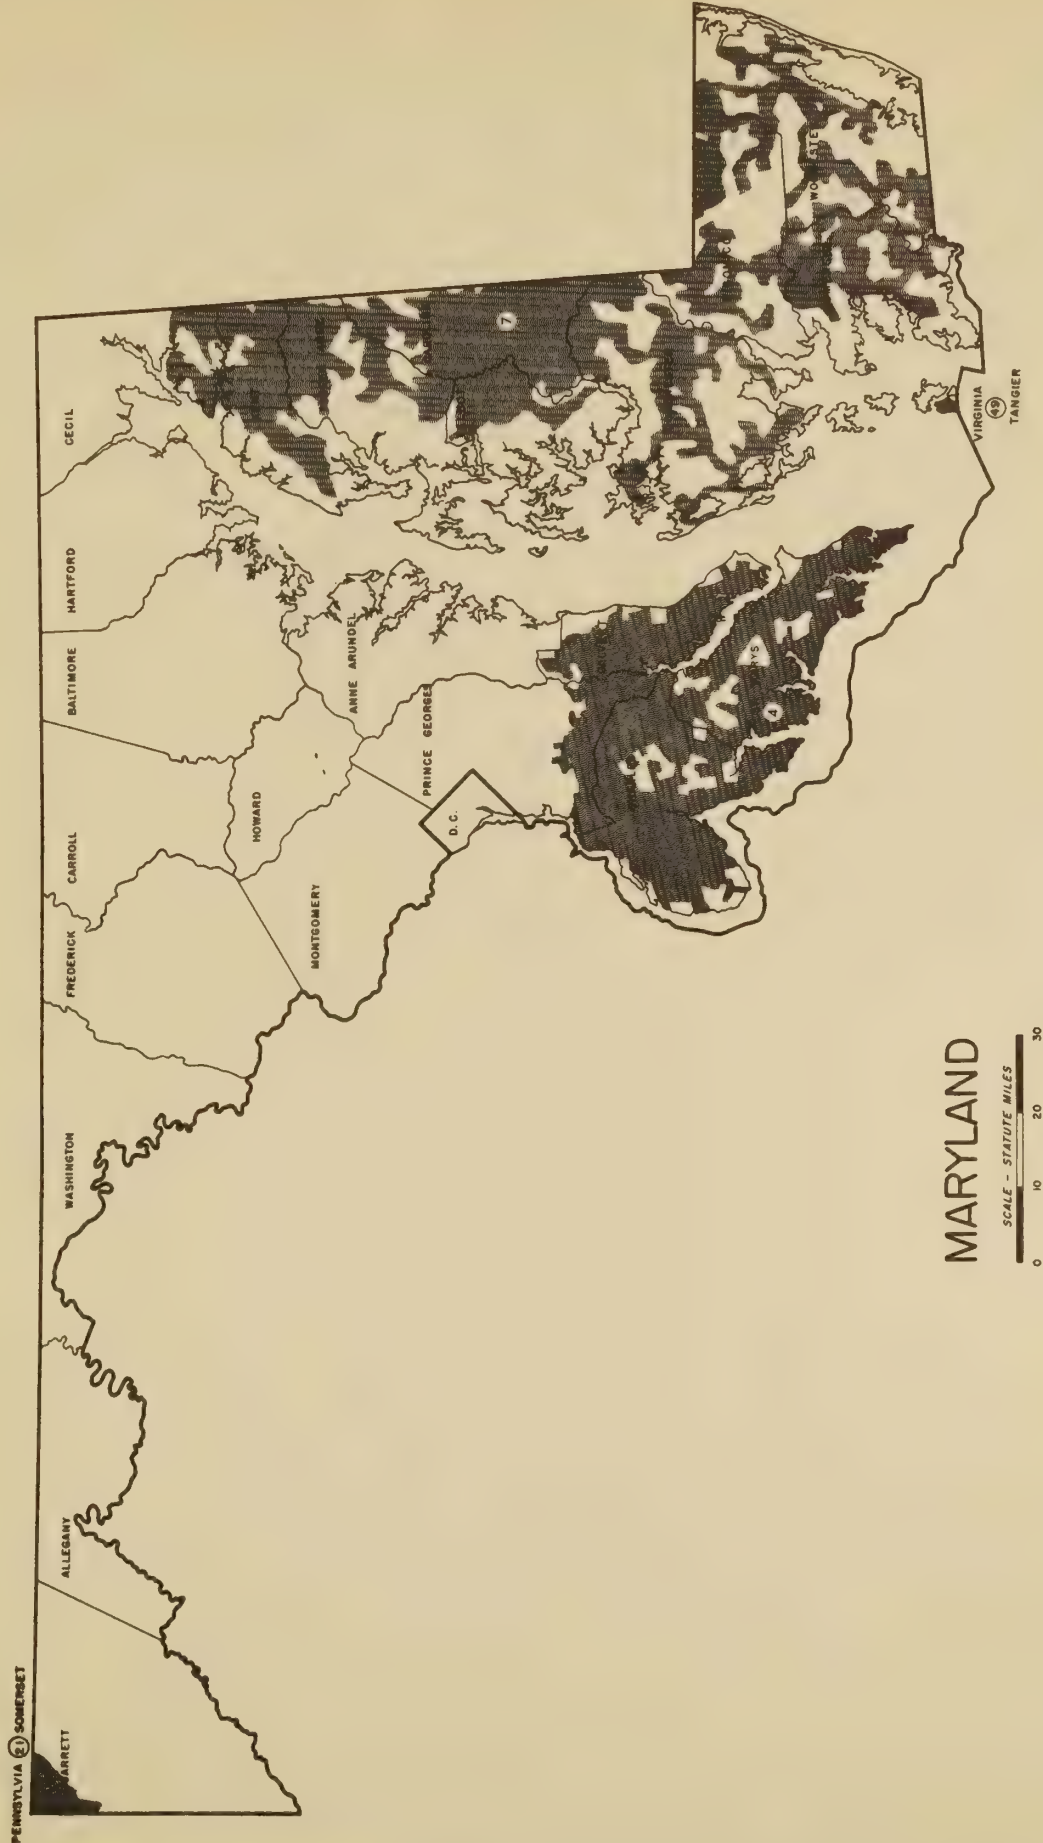 PENNSYLVIA 21 SOMERSET
ARRETT
ALLEGANY
WASHINGTON
FREDERICK
CARROLL
BALTIMORE
HARTFORD
CECIL
MONTGOMERY
HOWARD
ANNE ARUNDEL
PRINCE GEORGES
D.C.
7
4
VIRGINIA
49
TANGIER
MARYLAND
SCALE - STATUTE MILES
0 10 20 30